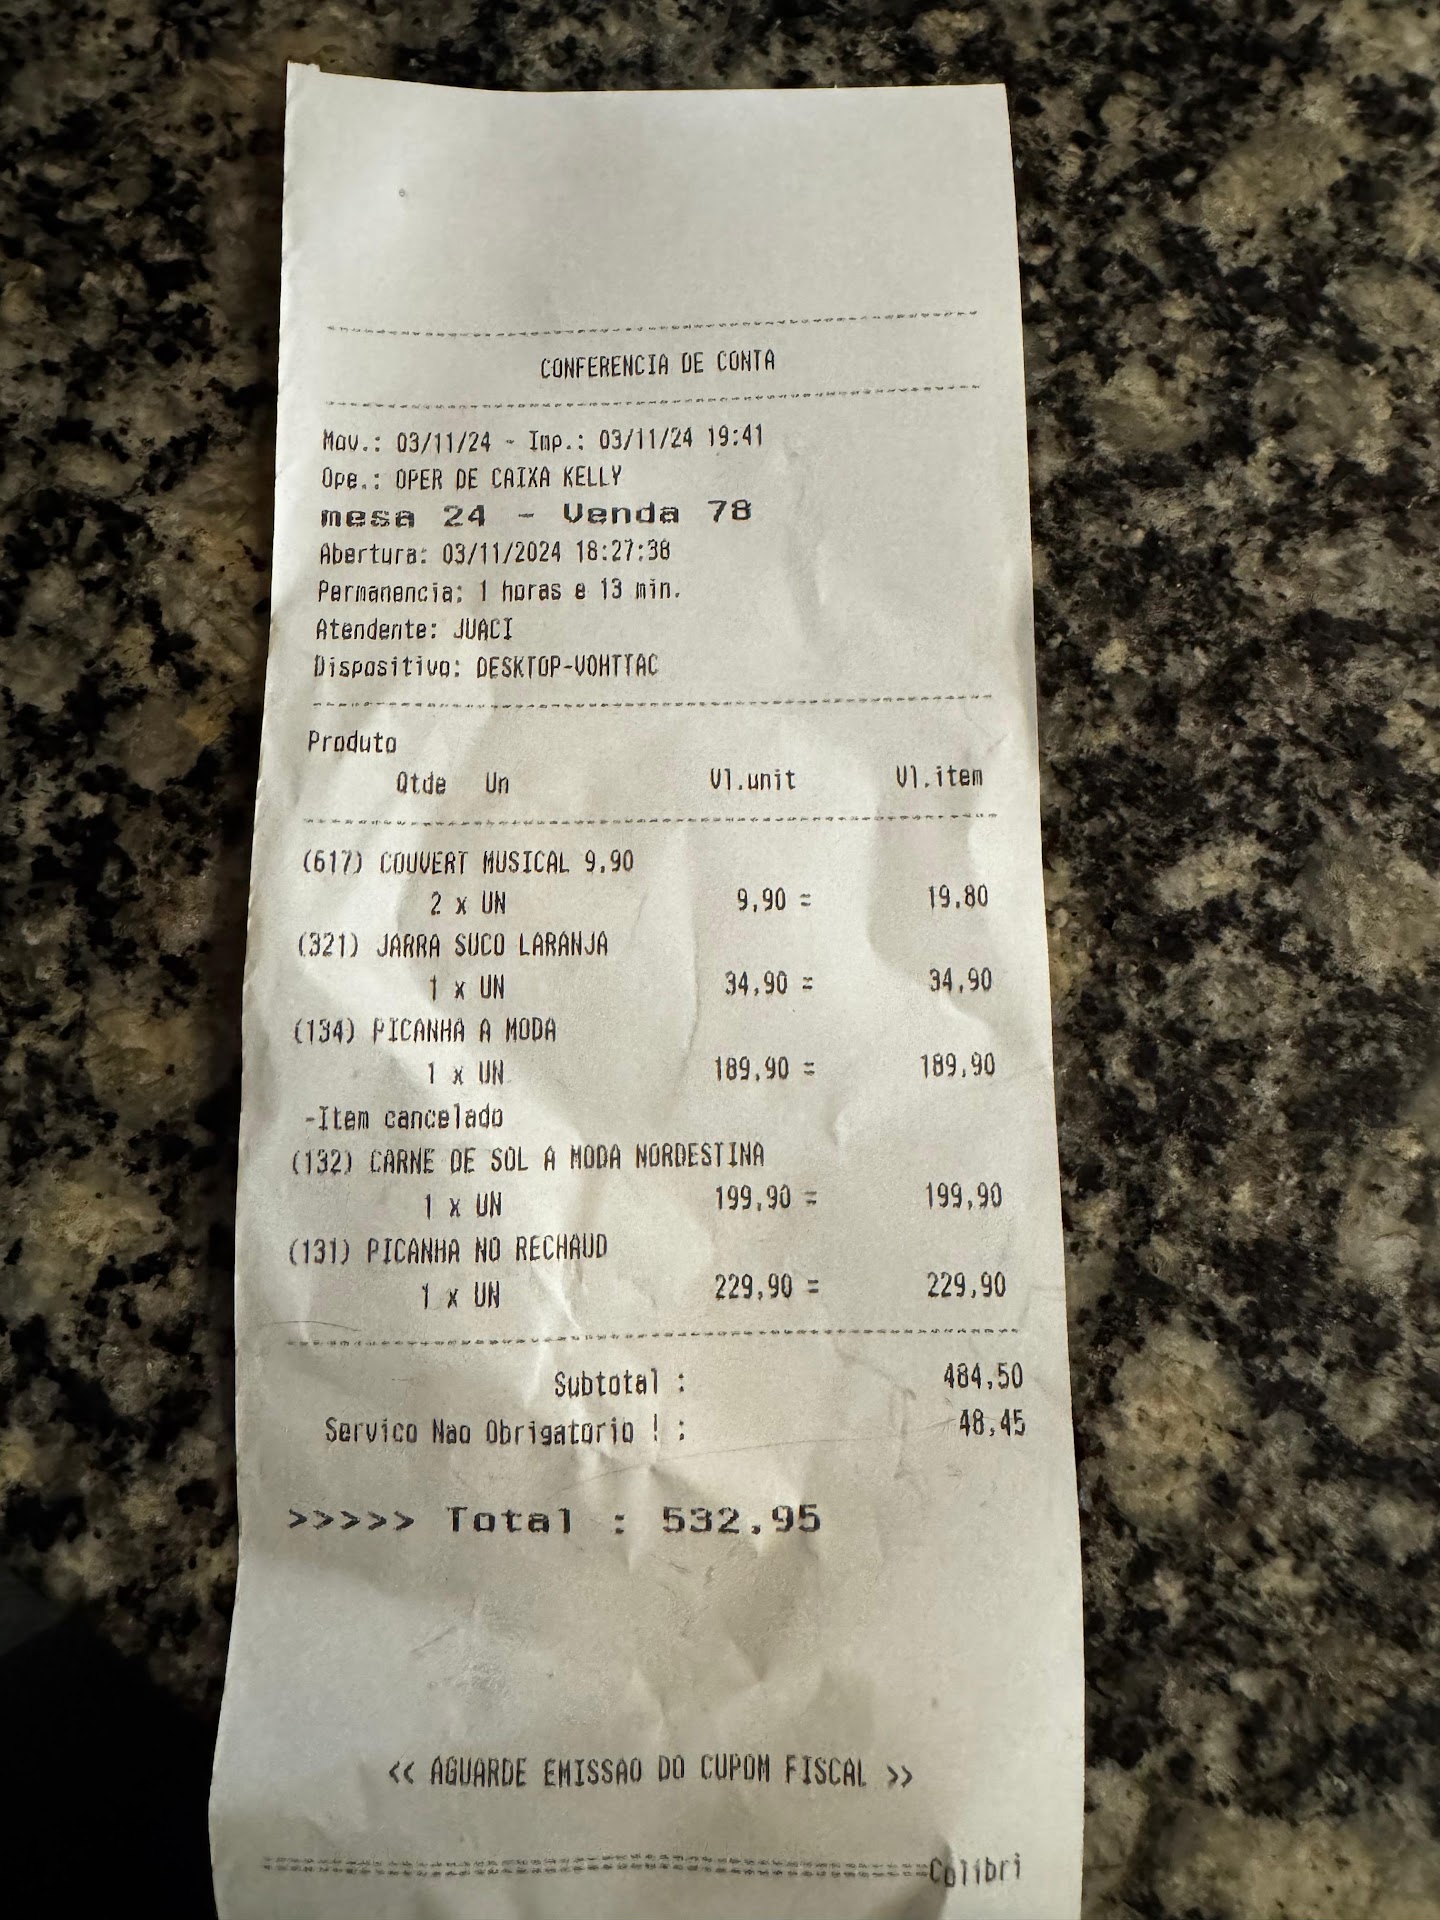 CONFERENCIA DE CONTA
Mov.: 03/11/24 - Imp.: 03/11/24 19:41
Ope.: OPER DE CAIXA KELLY
mesa 24 - Venda 78
Abertura: 03/11/2024 18:27:38
Permanencia: 1 horas e 13 min.
Atendente: JUACI
Dispositivo: DESKTOP-VOHTTAC
Produto
Qtde Un Vl.unit Vl.item
(617) COUVERT MUSICAL 9,90
2 x UN 9,90 = 19,80
(321) JARRA SUCO LARANJA
1 x UN 34,90 = 34,90
(134) PICANHA A MODA
1 x UN 189,90 = 189,90
-Item cancelado
(132) CARNE DE SOL A MODA NORDESTINA
1 x UN 199,90 = 199,90
(131) PICANHA NO RECHAUD
1 x UN 229,90 = 229,90
Subtotal : 484,50
Servico Nao Obrigatorio ! : 48,45
>>>>> Total : 532,95
<< AGUARDE EMISSAO DO CUPOM FISCAL >>
Colibri